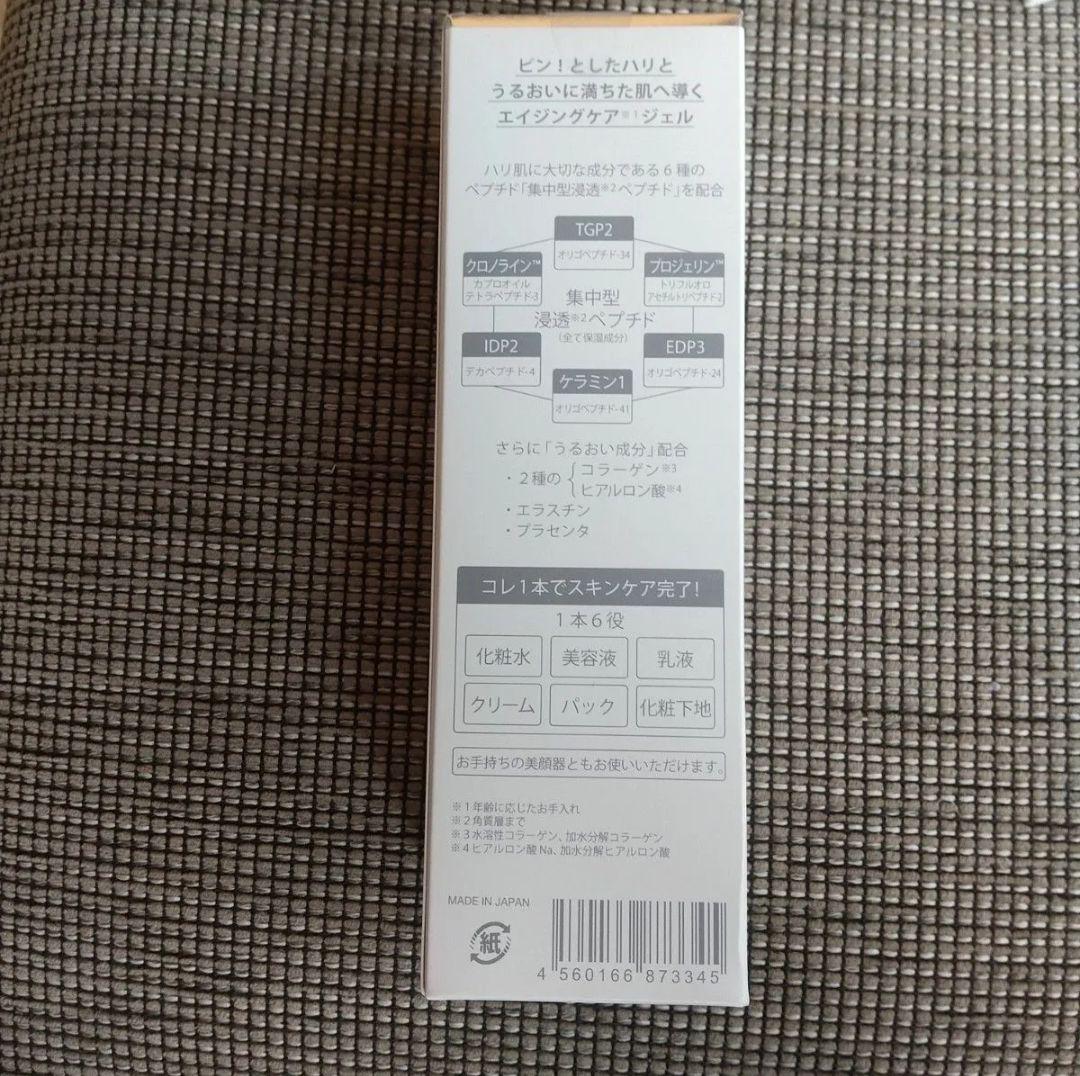 ピン！としたハリと
うるおいに満ちた肌へ導く
エイジングケア※1ジェル
ハリ肌に大切な成分である6種の
ペプチド「集中型浸透※2ペプチド」を配合
TGP2
オリゴペプチド-34
クロノライン™
カプロオイル
テトラペプチド-3
プロジェリン™
トリフルオロ
アセチルトリペプチド-2
集中型
浸透※2ペプチド
(全て保湿成分)
IDP2
デカペプチド-4
EDP3
オリゴペプチド-24
ケラミン1
オリゴペプチド-41
さらに「うるおい成分」配合
・2種の{コラーゲン※3
ヒアルロン酸※4
・エラスチン
・プラセンタ
コレ1本でスキンケア完了!
1本6役
化粧水 美容液 乳液
クリーム パック 化粧下地
お手持ちの美顔器ともお使いいただけます。
※1年齢に応じたお手入れ
※2角質層まで
※3水溶性コラーゲン、加水分解コラーゲン
※4ヒアルロン酸Na、加水分解ヒアルロン酸
MADE IN JAPAN
紙
4 560166 873345